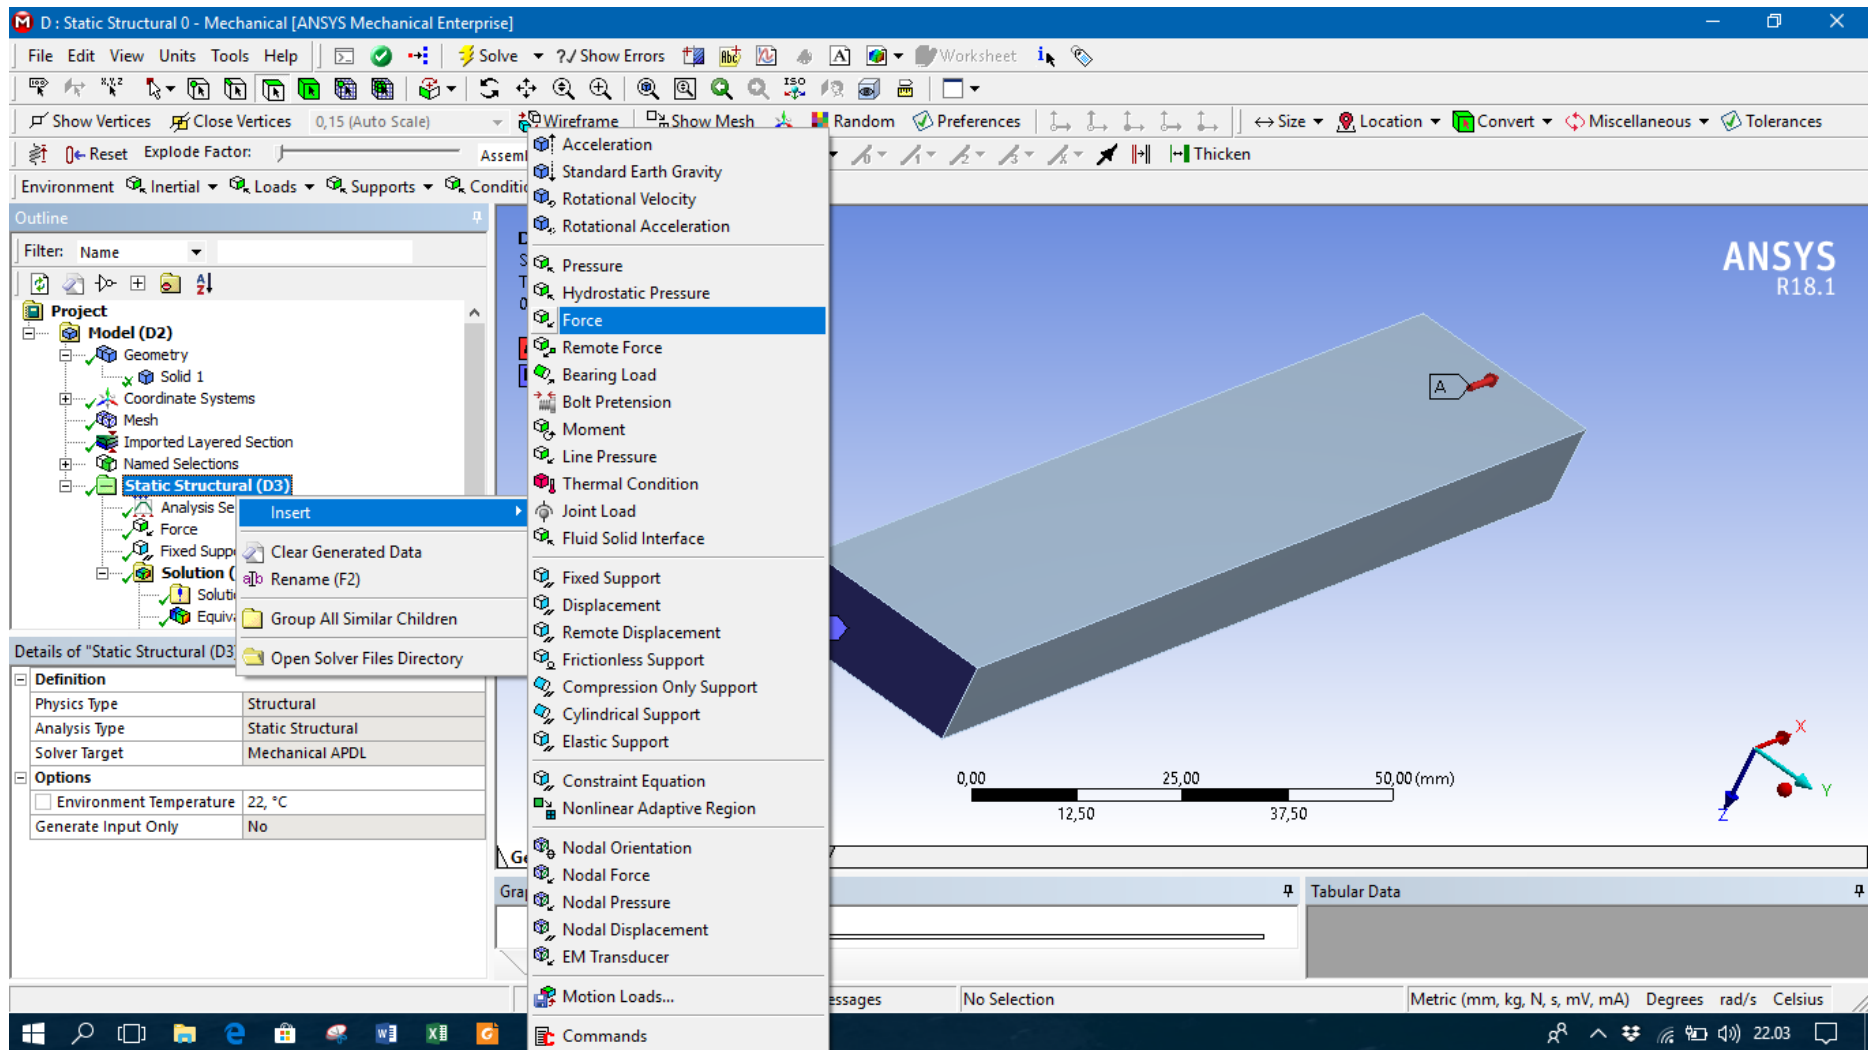 D : Static Structural 0 - Mechanical [ANSYS Mechanical Enterprise]
File Edit View Units Tools Help Solve ?/ Show Errors Worksheet
Show Vertices Close Vertices 0,15 (Auto Scale) Wireframe Show Mesh Random Preferences Size Location Convert Miscellaneous Tolerances
Reset Explode Factor: Thicken
Environment Inertial Loads Supports
Outline
Filter: Name
Project
Model (D2)
Geometry
Solid 1
Coordinate Systems
Mesh
Imported Layered Section
Named Selections
Static Structural (D3)
Force
Fixed
Solution
Insert
Clear Generated Data
Rename (F2)
Group All Similar Children
Open Solver Files Directory
Acceleration
Standard Earth Gravity
Rotational Velocity
Rotational Acceleration
Pressure
Hydrostatic Pressure
Force
Remote Force
Bearing Load
Bolt Pretension
Moment
Line Pressure
Thermal Condition
Joint Load
Fluid Solid Interface
Fixed Support
Displacement
Remote Displacement
Frictionless Support
Compression Only Support
Cylindrical Support
Elastic Support
Constraint Equation
Nonlinear Adaptive Region
Nodal Orientation
Nodal Force
Nodal Pressure
Nodal Displacement
EM Transducer
Motion Loads...
Commands
Details of "Static Structural (D3
Definition
Physics Type Structural
Analysis Type Static Structural
Solver Target Mechanical APDL
Options
Environment Temperature 22, °C
Generate Input Only No
ANSYS
R18.1
A
0,00 25,00 50,00 (mm)
12,50 37,50
X
Y
Z
Tabular Data
No Selection
Metric (mm, kg, N, s, mV, mA) Degrees rad/s Celsius
22.03